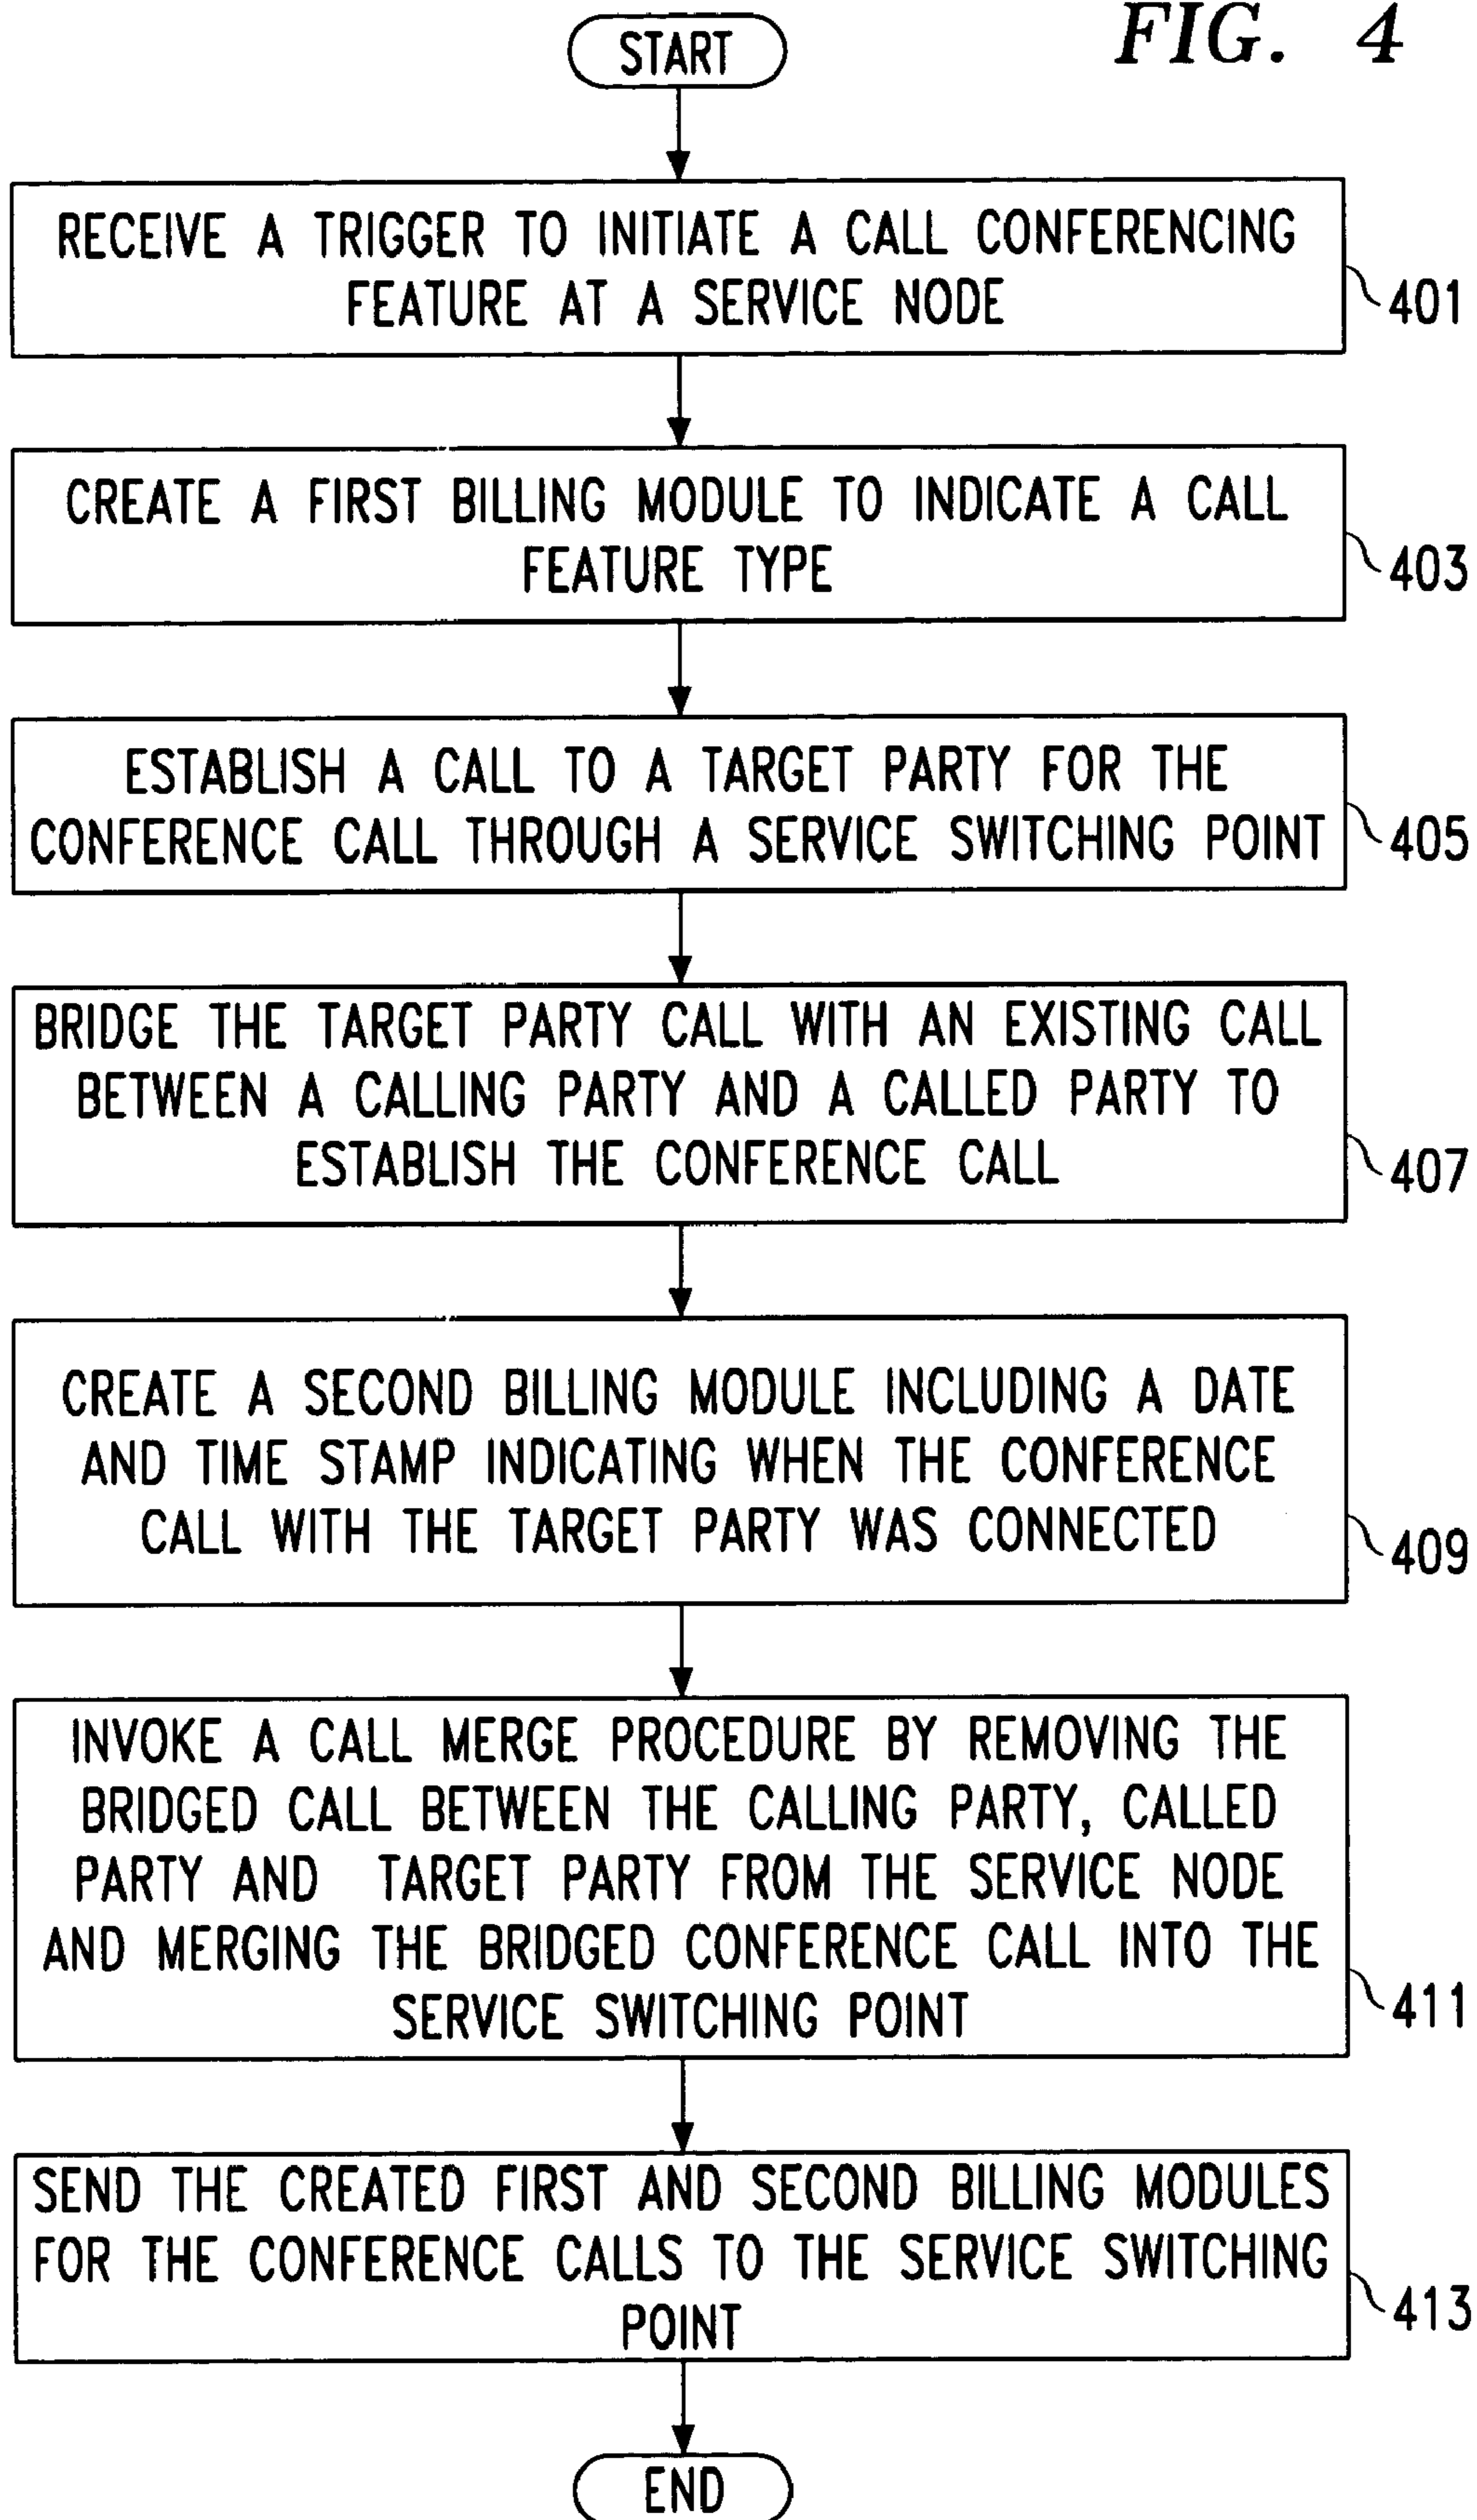 FIG. 4
START
RECEIVE A TRIGGER TO INITIATE A CALL CONFERENCING
FEATURE AT A SERVICE NODE
401
CREATE A FIRST BILLING MODULE TO INDICATE A CALL
FEATURE TYPE
403
ESTABLISH A CALL TO A TARGET PARTY FOR THE
CONFERENCE CALL THROUGH A SERVICE SWITCHING POINT
405
BRIDGE THE TARGET PARTY CALL WITH AN EXISTING CALL
BETWEEN A CALLING PARTY AND A CALLED PARTY TO
ESTABLISH THE CONFERENCE CALL
407
CREATE A SECOND BILLING MODULE INCLUDING A DATE
AND TIME STAMP INDICATING WHEN THE CONFERENCE
CALL WITH THE TARGET PARTY WAS CONNECTED
409
INVOKE A CALL MERGE PROCEDURE BY REMOVING THE
BRIDGED CALL BETWEEN THE CALLING PARTY, CALLED
PARTY AND TARGET PARTY FROM THE SERVICE NODE
AND MERGING THE BRIDGED CONFERENCE CALL INTO THE
SERVICE SWITCHING POINT
411
SEND THE CREATED FIRST AND SECOND BILLING MODULES
FOR THE CONFERENCE CALLS TO THE SERVICE SWITCHING
POINT
413
END